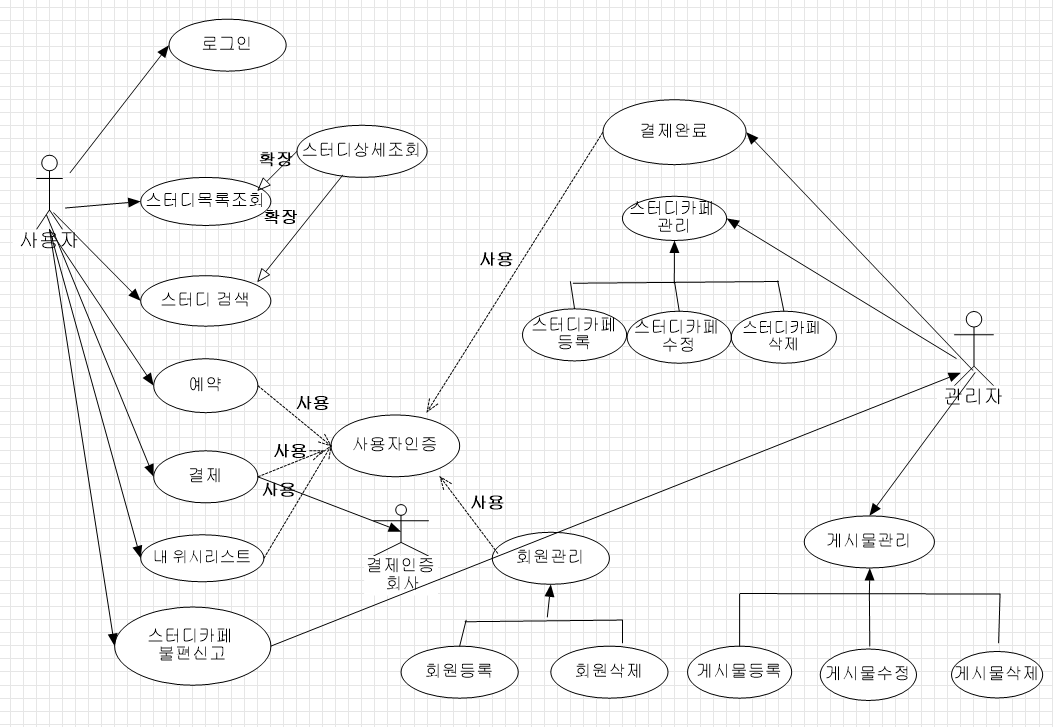 로그인
확장
스터디상세조회
결제완료
스터디목록조회
확장
스터디카페
관리
사용자
사용
스터디 검색
스터디카페
등록
스터디카페
수정
스터디카페
삭제
예약
사용
관리자
사용자인증
사용
결제
사용
사용
내 위시리스트
결제인증
회사
회원관리
게시물관리
스터디카페
불편신고
회원등록
회원삭제
게시물등록
게시물수정
게시물삭제